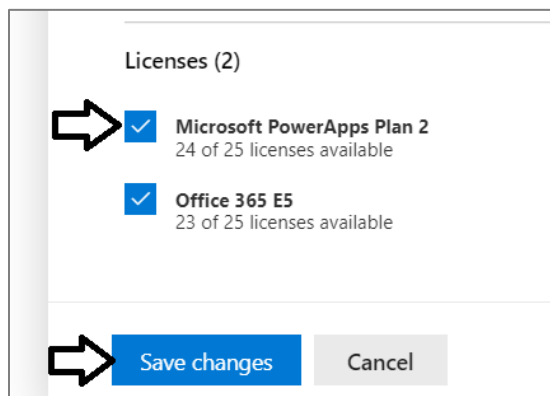 Licenses (2)
Microsoft PowerApps Plan 2
24 of 25 licenses available
Office 365 E5
23 of 25 licenses available
Save changes
Cancel